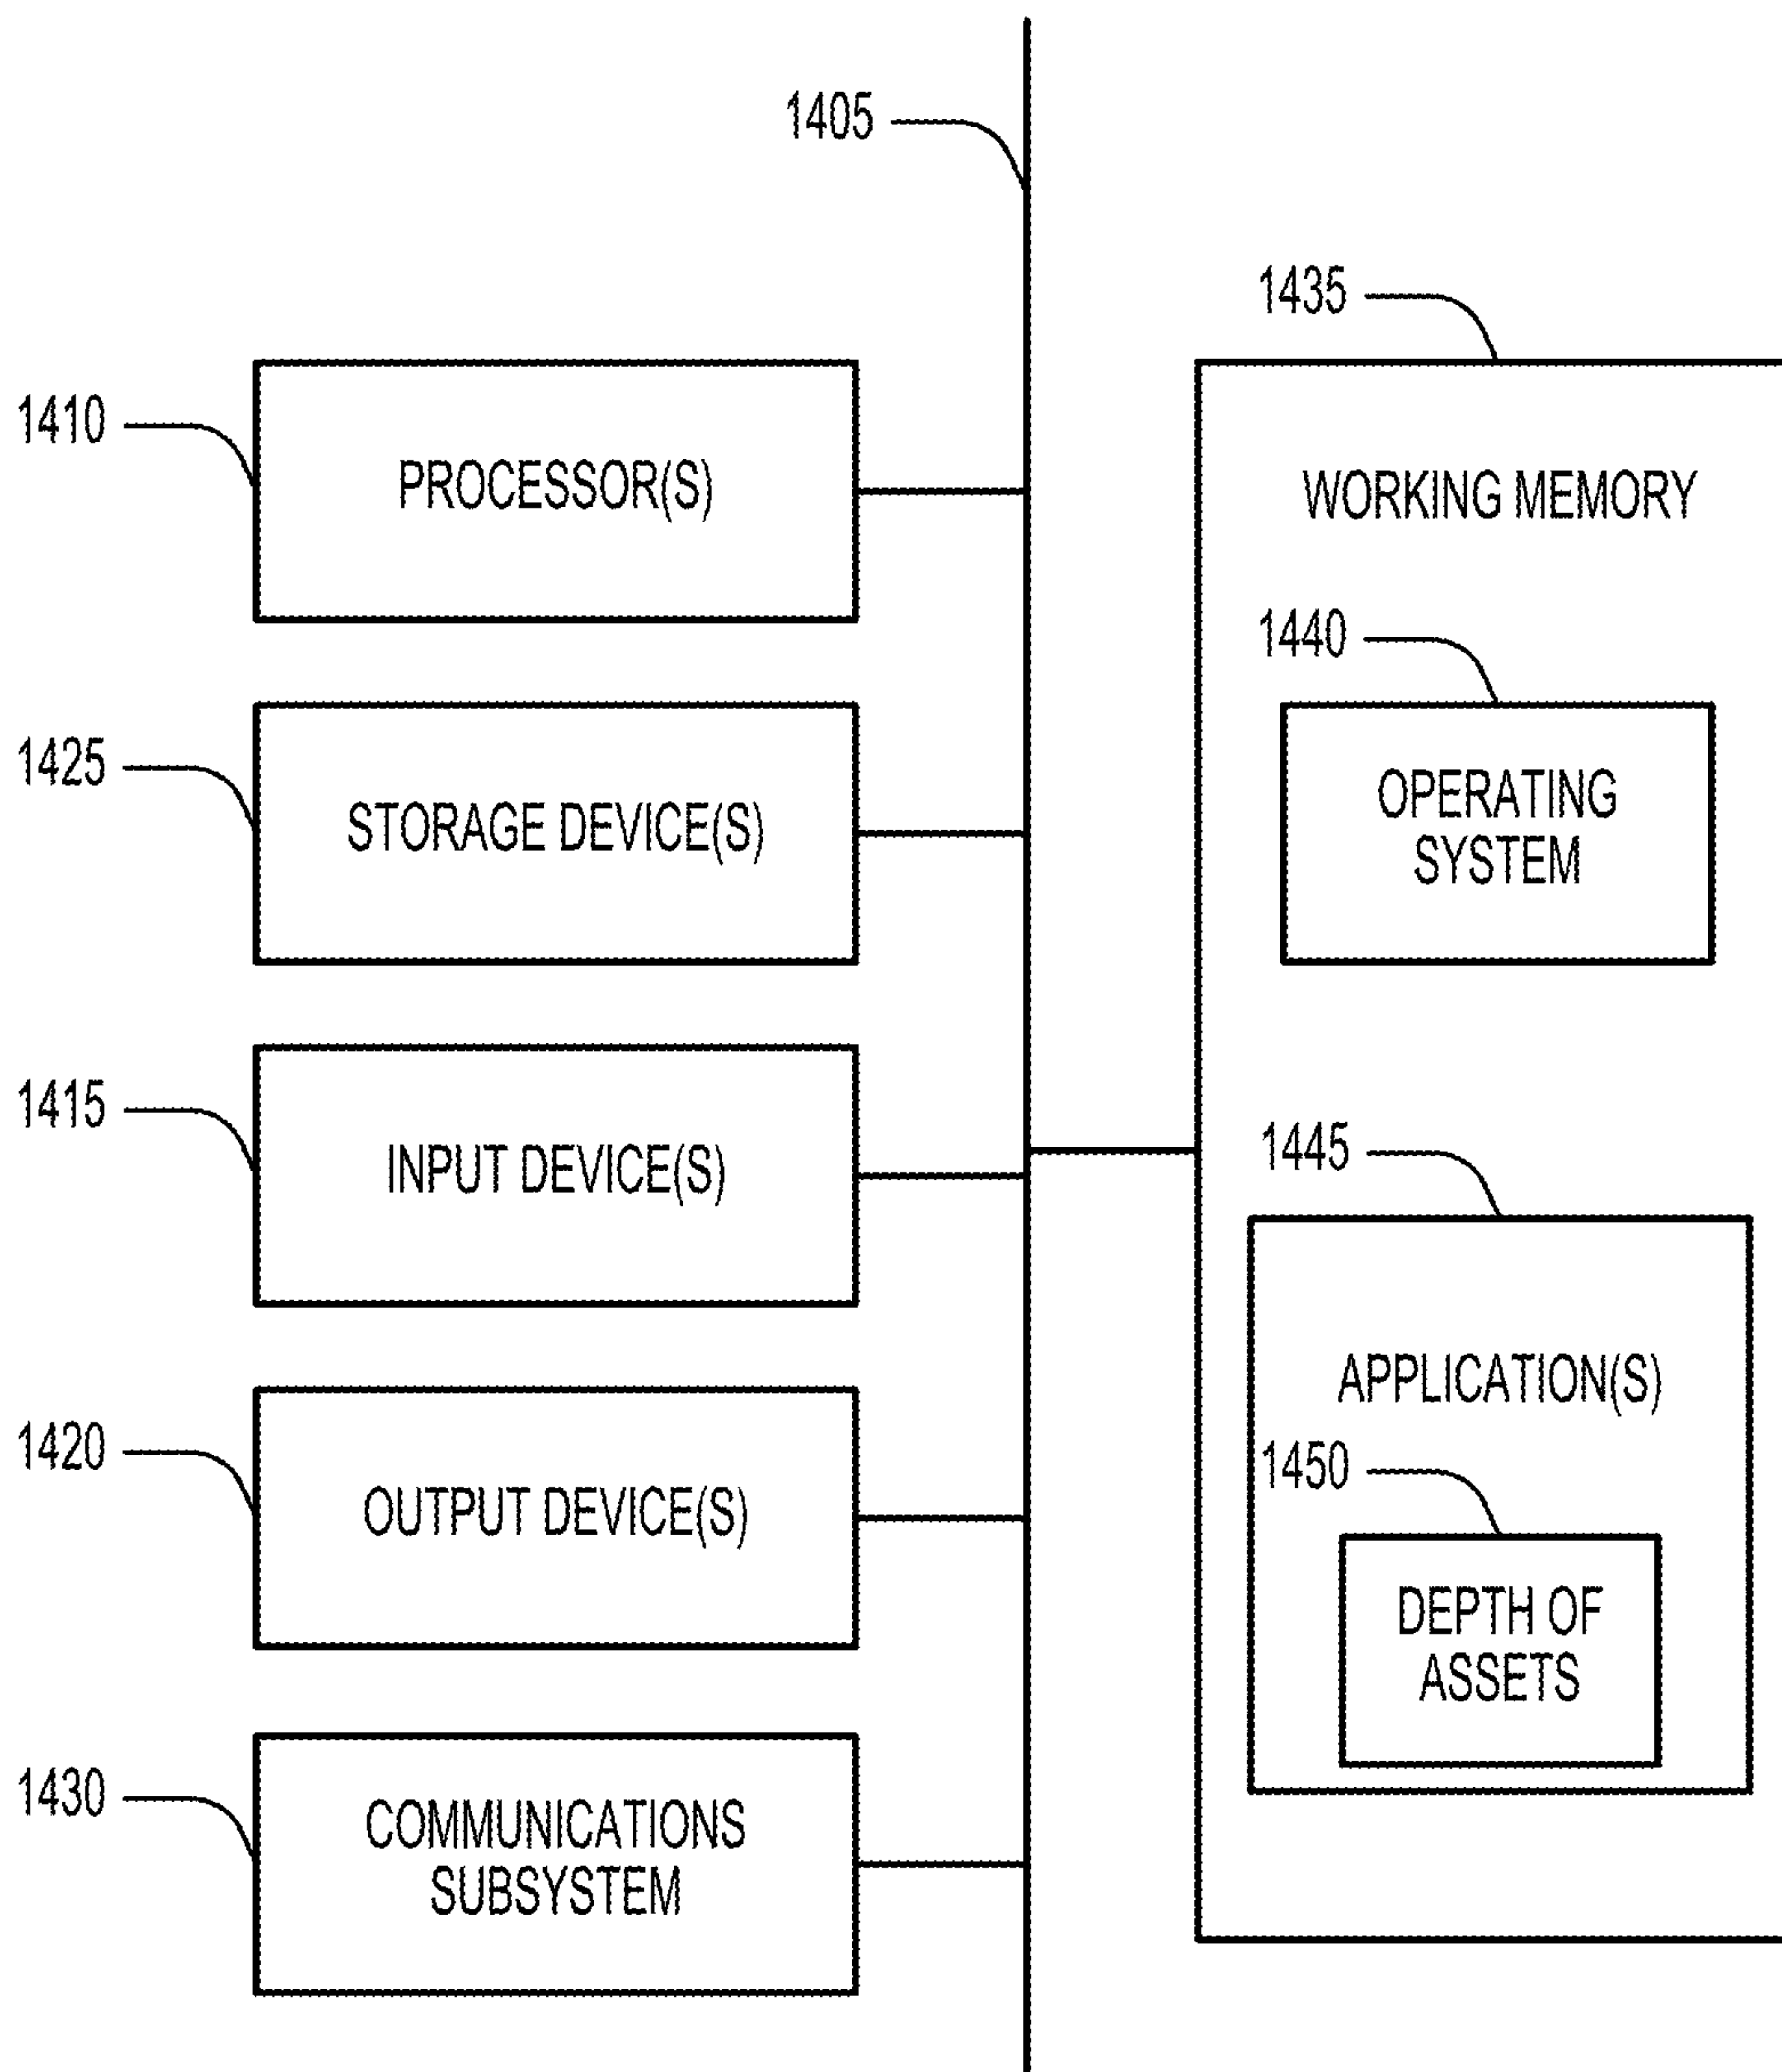 1405
1435
1410
PROCESSOR(S)
WORKING MEMORY
1440
1425
STORAGE DEVICE(S)
OPERATING
SYSTEM
1415
INPUT DEVICE(S)
1445
APPLICATION(S)
1420
OUTPUT DEVICE(S)
1450
DEPTH OF
ASSETS
1430
COMMUNICATIONS
SUBSYSTEM